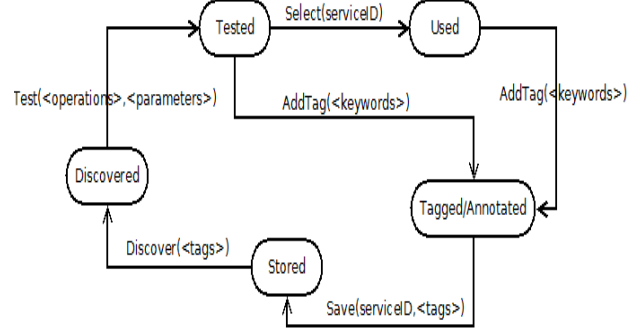 Select(serviceID)
Tested
Used
Test(<operations>,<parameters>)
AddTag(<keywords>)
AddTag(<keywords>)
Discovered
Tagged/Annotated
Discover(<tags>)
Stored
Save(serviceID,<tags>)